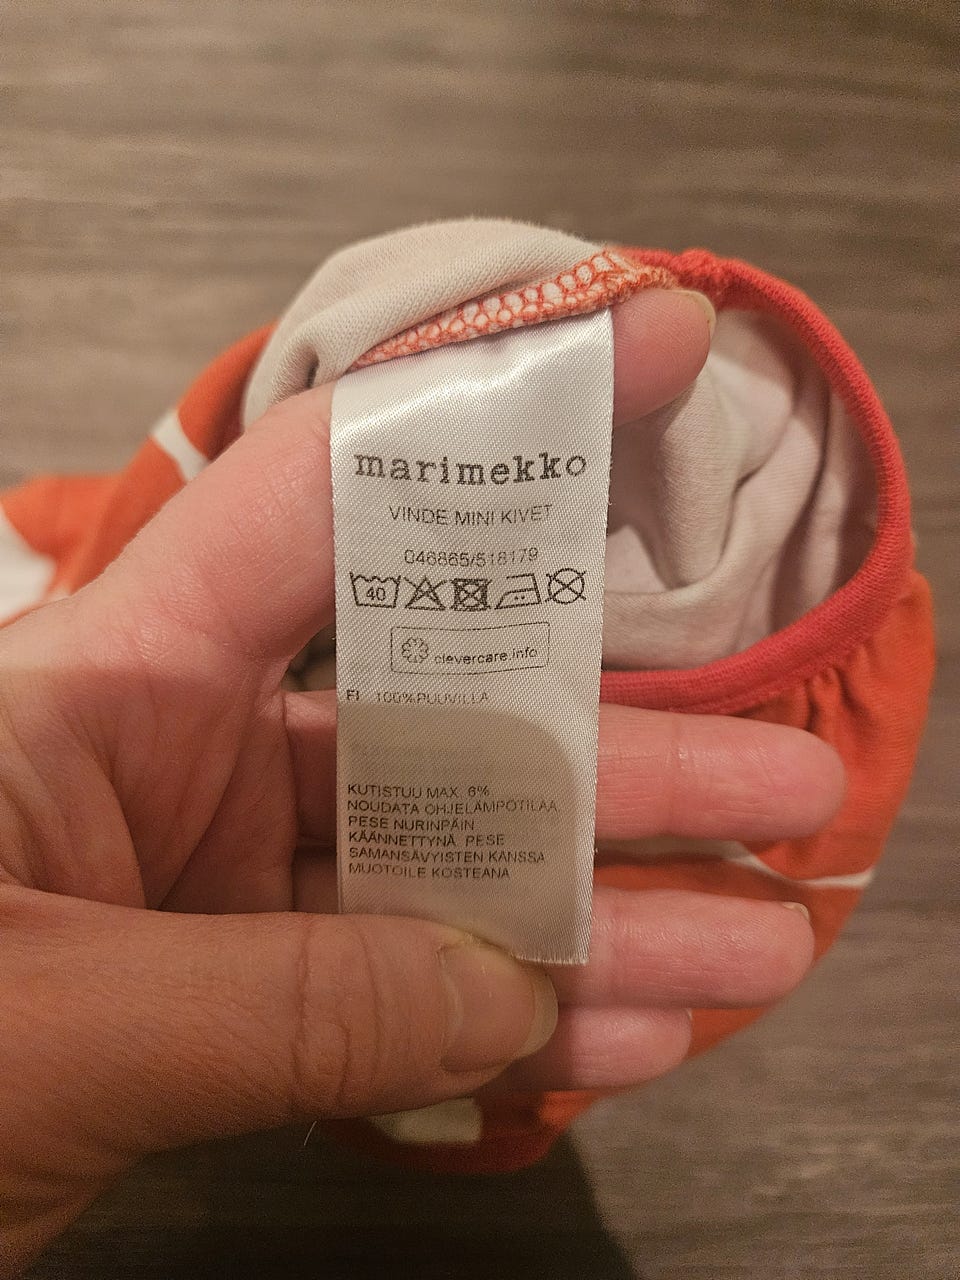 marimekko
VINDE MINI KIVET
046865/518179
40
clevercare.info
FI 100%PUUVILLA
KUTISTUU MAX. 6%
NOUDATA OHJELÄMPÖTILAA
PESE NURINPÄIN
KÄÄNNETTYNÄ PESE
SAMANSÄVYISTEN KANSSA
MUOTOILE KOSTEANA